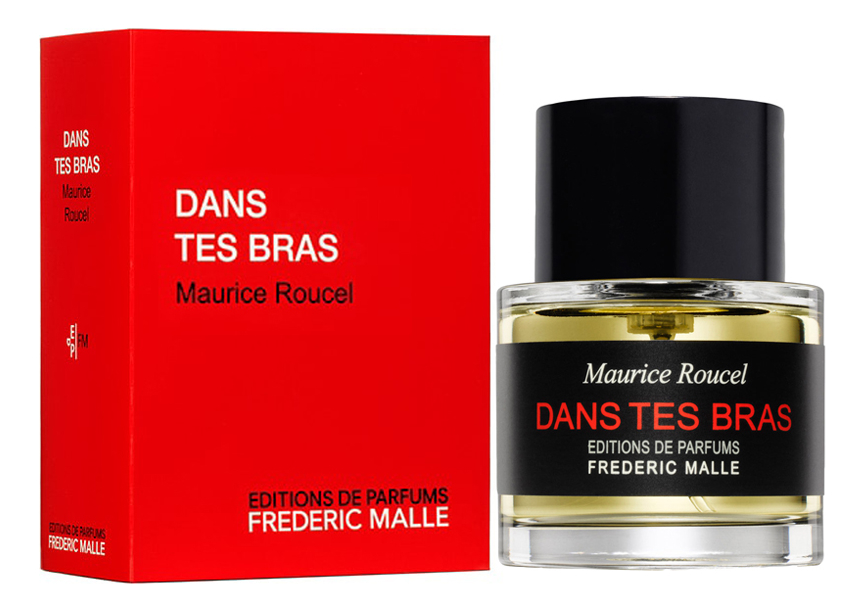 DANS
TES BRAS
Maurice
Roucel
EDITIONS DE PARFUMS
FREDERIC MALLE
DANS
TES BRAS
Maurice Roucel
EDITIONS DE PARFUMS
FREDERIC MALLE
Maurice Roucel
DANS TES BRAS
EDITIONS DE PARFUMS
FREDERIC MALLE